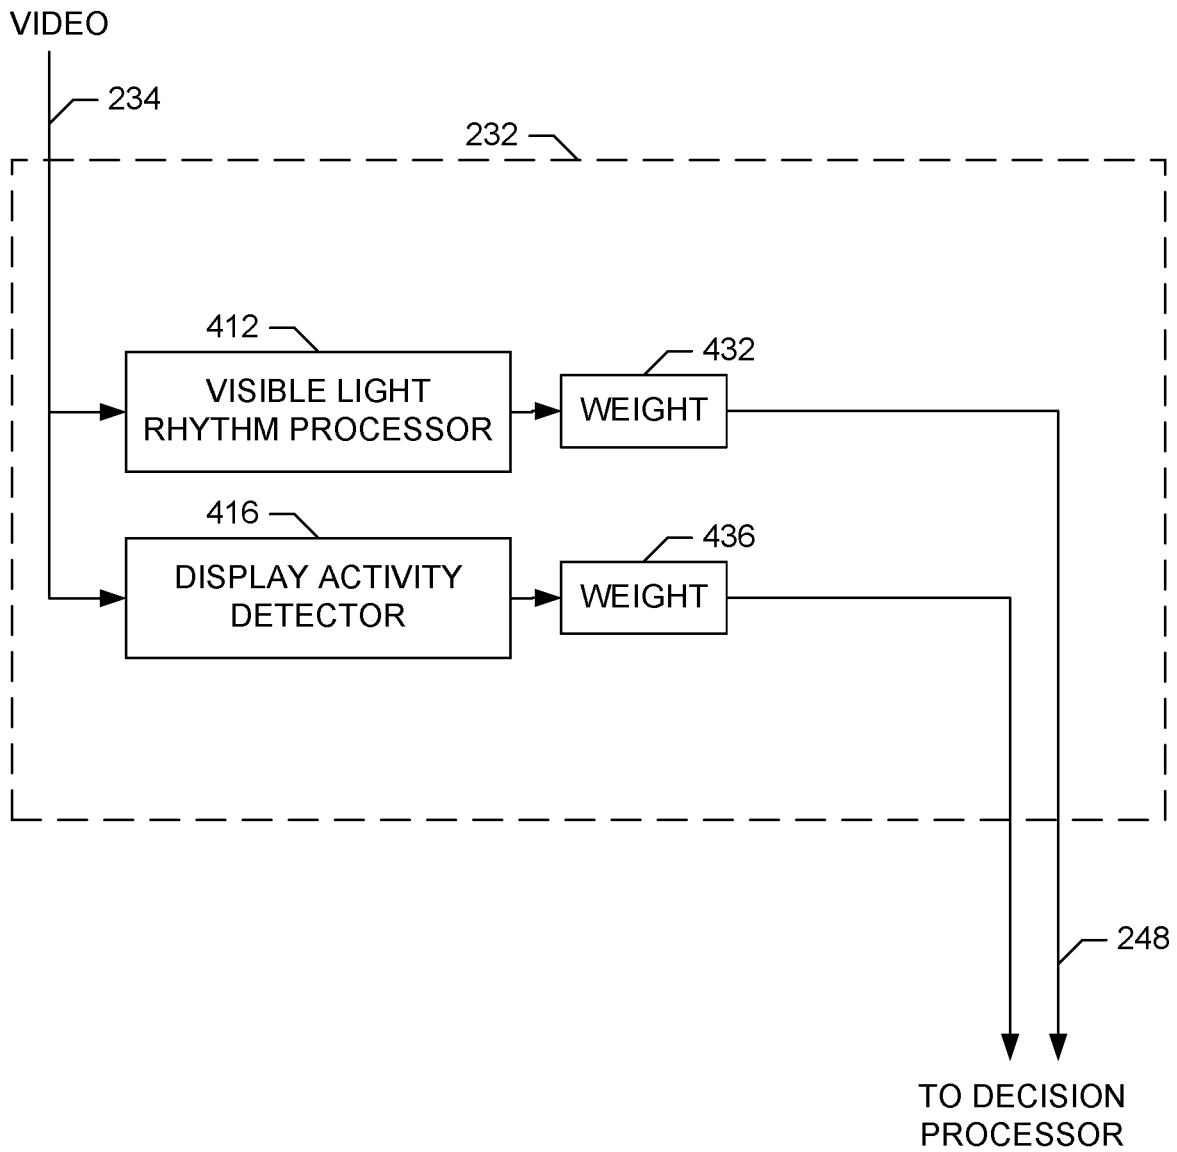 VIDEO
234
232
412
VISIBLE LIGHT
RHYTHM PROCESSOR
432
WEIGHT
416
DISPLAY ACTIVITY
DETECTOR
436
WEIGHT
248
TO DECISION
PROCESSOR